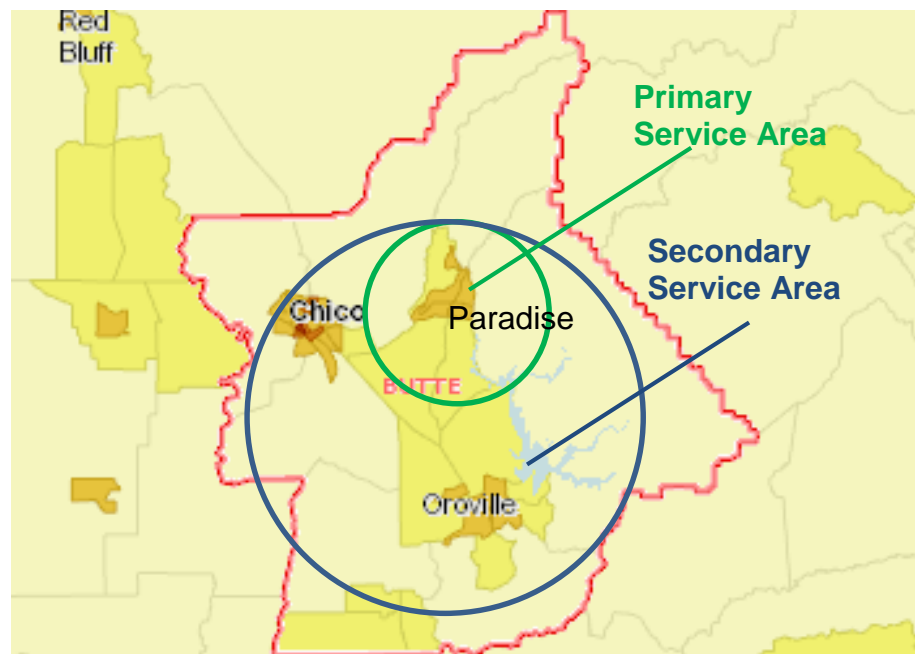 Red
Bluff
Primary
Service Area
Secondary
Service Area
Chico
Paradise
BUTTE
Oroville